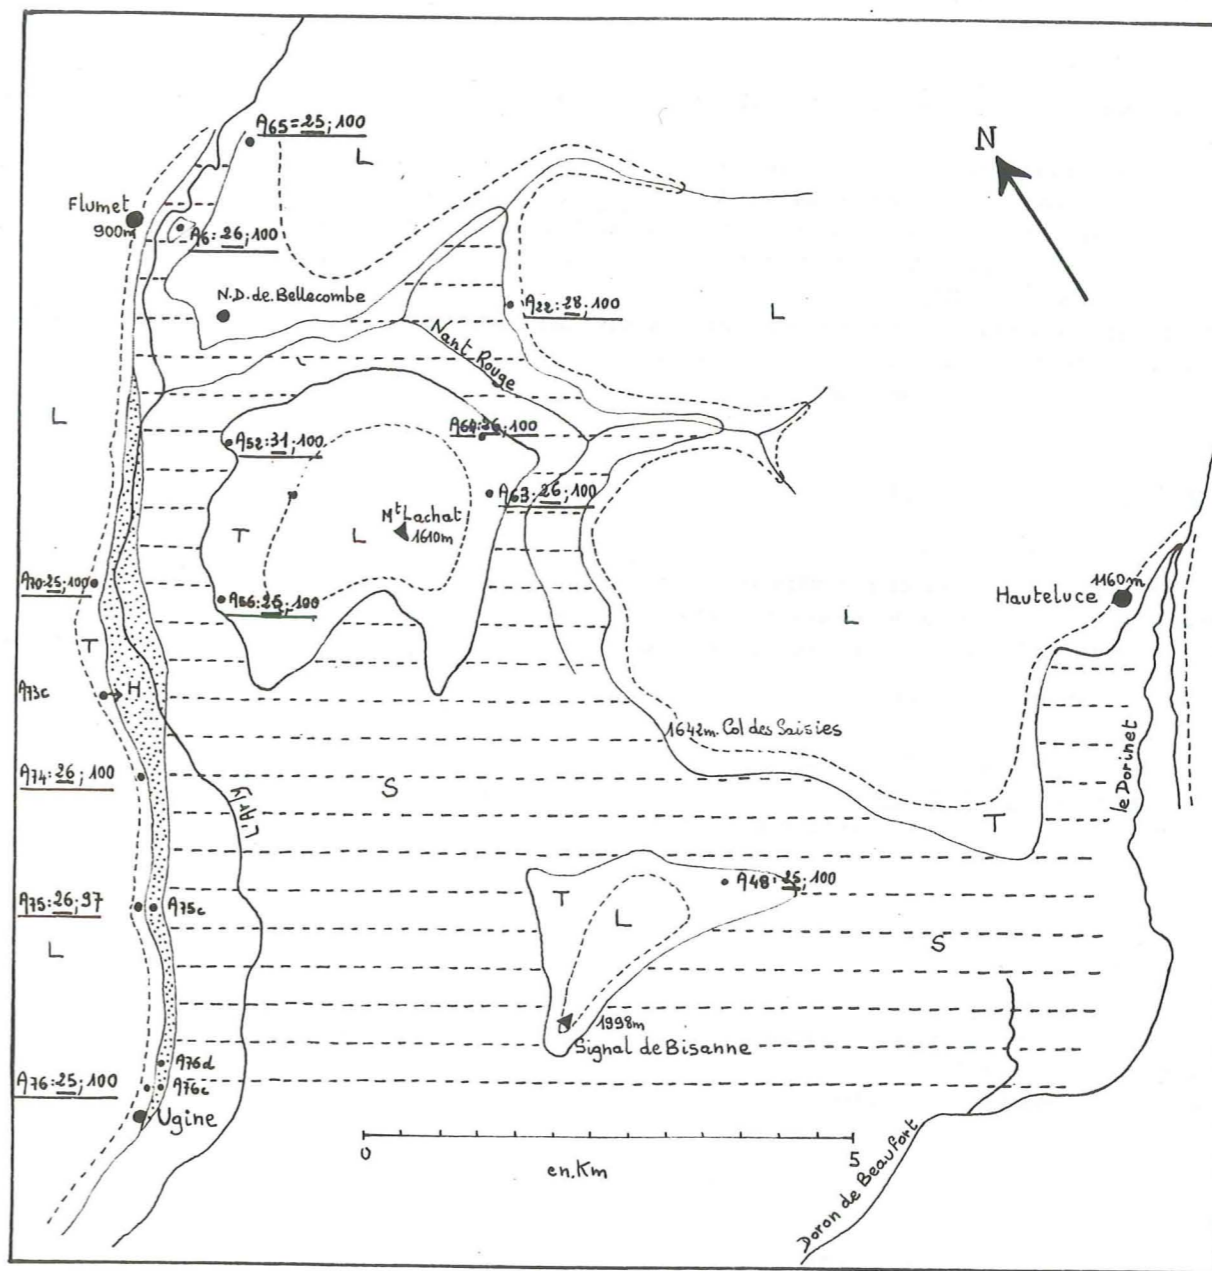 A65=25;100
L
N
Flumet
900m
A6:26;100
N.D.de.Bellecombe
A22:28;100
L
Nant Rouge
L
A52:31;100
A64:26;100
A63:26;100
Mt Lachat
1610m
T
L
A70:25;100
A56:25;100
1160m
Hauteluce
L
T
A73c
H
1642m.Col des Saisies
A74:26;100
S
L'Arly
le Dorinet
T
A75:26;97
A75c
A48:25;100
T
L
L
S
1998m
Signal de Bisanne
A76d
A76:25;100
A76c
Ugine
0
5
en.Km
Doron de Beaufort